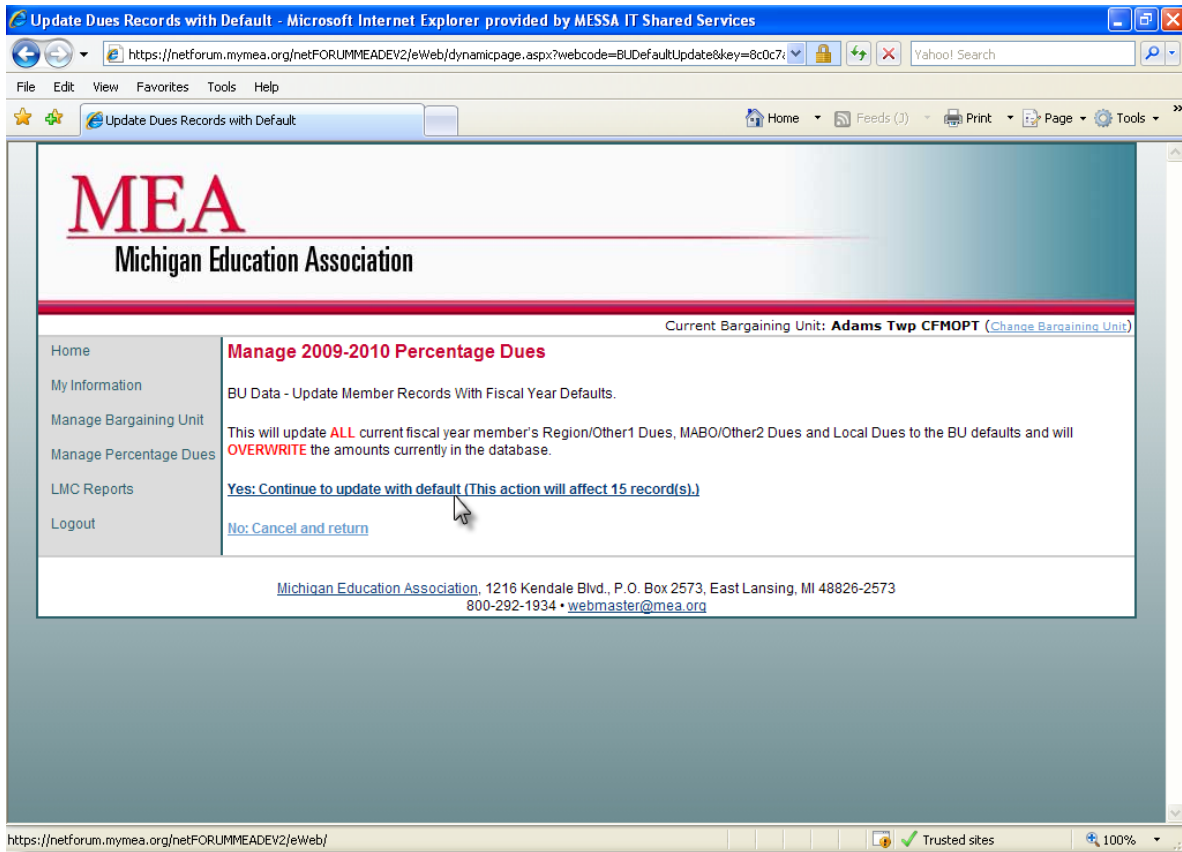 Update Dues Records with Default - Microsoft Internet Explorer provided by MESSA IT Shared Services
https://netforum.mymea.org/netFORUMMEADEV2/eWeb/dynamicpage.aspx?webcode=BUDefaultUpdate&key=8c0c7a
Yahoo! Search
File Edit View Favorites Tools Help
Update Dues Records with Default
Home Feeds (J) Print Page Tools
MEA
Michigan Education Association
Current Bargaining Unit: Adams Twp CFMOPT (Change Bargaining Unit)
Home
My Information
Manage Bargaining Unit
Manage Percentage Dues
LMC Reports
Logout
Manage 2009-2010 Percentage Dues
BU Data - Update Member Records With Fiscal Year Defaults.
This will update ALL current fiscal year member's Region/Other1 Dues, MABO/Other2 Dues and Local Dues to the BU defaults and will
OVERWRITE the amounts currently in the database.
Yes: Continue to update with default (This action will affect 15 record(s).)
No: Cancel and return
Michigan Education Association, 1216 Kendale Blvd., P.O. Box 2573, East Lansing, MI 48826-2573
800-292-1934 • webmaster@mea.org
https://netforum.mymea.org/netFORUMMEADEV2/eWeb/
Trusted sites
100%